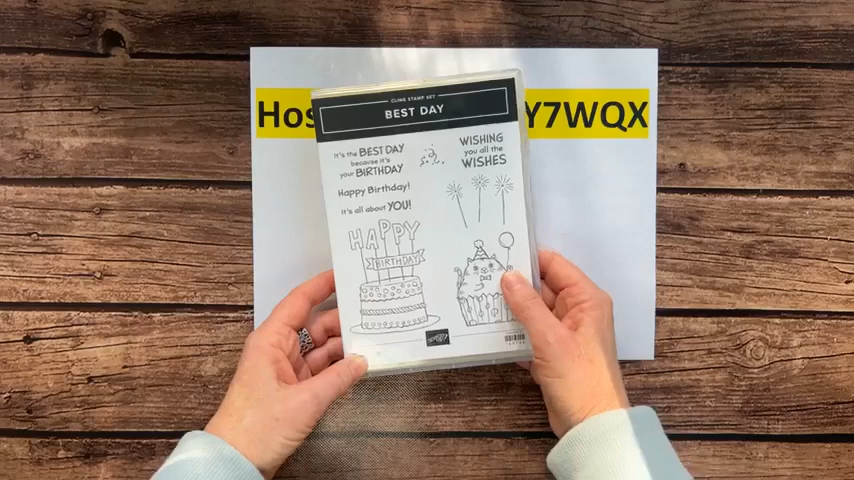 Hos
Y7WQX
CLING STAMP SET
BEST DAY
It's the BEST DAY
because it's
your BIRTHDAY
Happy Birthday!
It's all about YOU!
WISHING
you all the
WISHES
HAPPY
BIRTHDAY